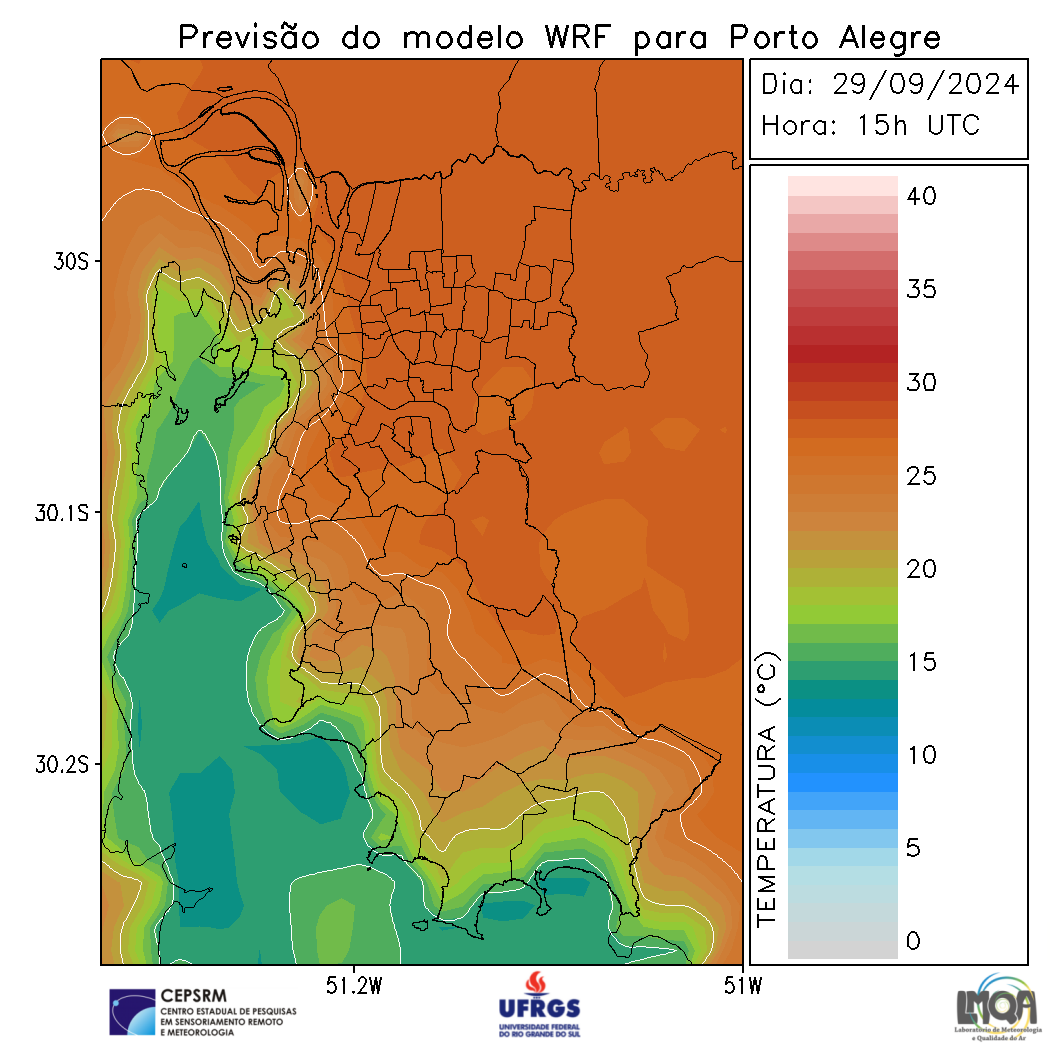 Previsão do modelo WRF para Porto Alegre
Dia: 29/09/2024
Hora: 15h UTC
40
35
30
25
20
15
10
5
0
TEMPERATURA (°C)
30S
30.1S
30.2S
51.2W
51W
CEPSRM
CENTRO ESTADUAL DE PESQUISAS
EM SENSORIAMENTO REMOTO
E METEOROLOGIA
UFRGS
UNIVERSIDADE FEDERAL
DO RIO GRANDE DO SUL
LMQA
Laboratório de Meteorologia
e Qualidade do Ar